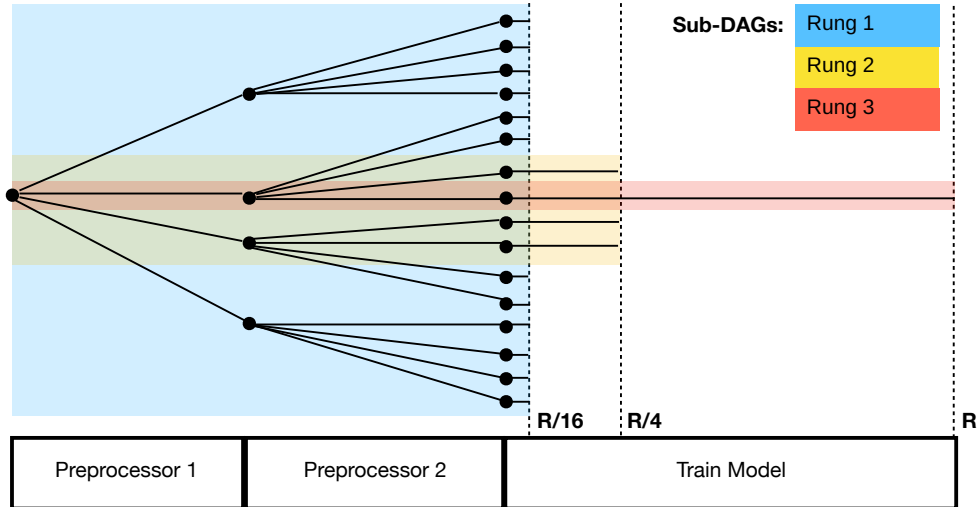 Sub-DAGs:
Rung 1
Rung 2
Rung 3
R/16
R/4
R
Preprocessor 1
Preprocessor 2
Train Model